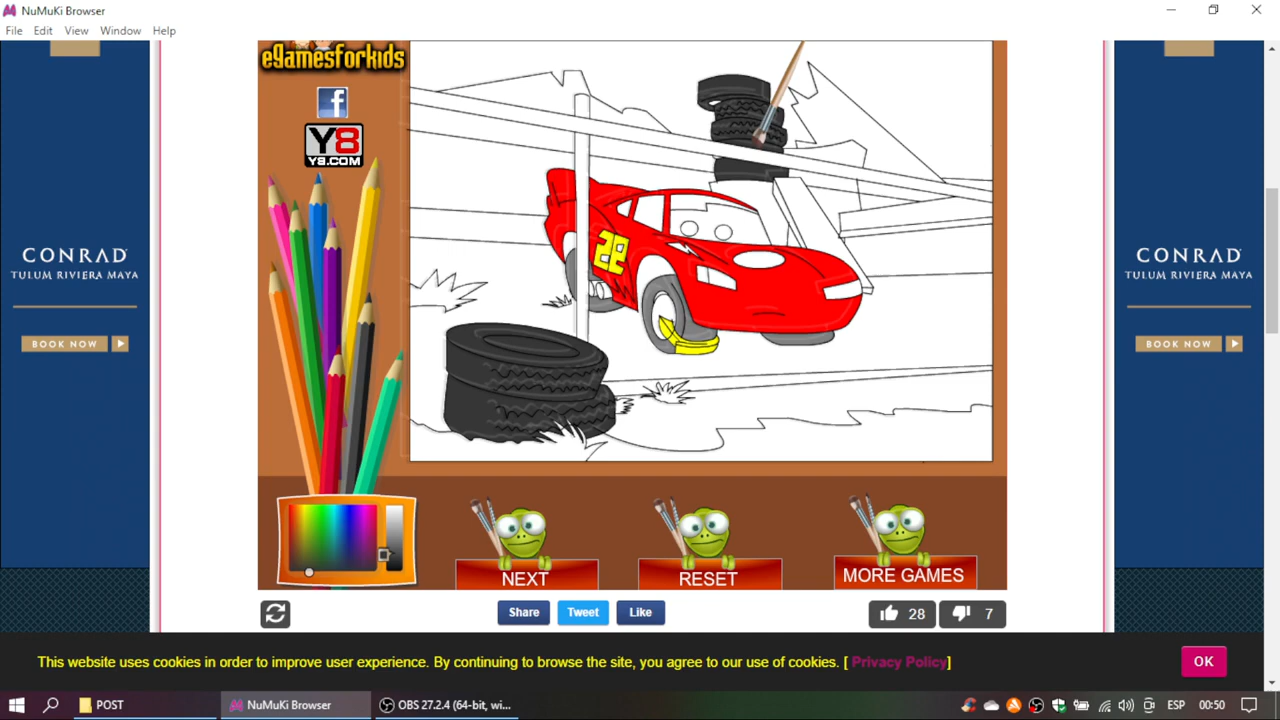 NuMuKi Browser
File Edit View Window Help
eGamesforkids
f
Y8
Y8.COM
28
CONRAD
TULUM RIVIERA MAYA
BOOK NOW
CONRAD
TULUM RIVIERA MAYA
BOOK NOW
NEXT
RESET
MORE GAMES
Share
Tweet
Like
28
7
This website uses cookies in order to improve user experience. By continuing to browse the site, you agree to our use of cookies. [ Privacy Policy]
OK
POST
NuMuKi Browser
OBS 27.2.4 (64-bit, wi...
ESP
00:50